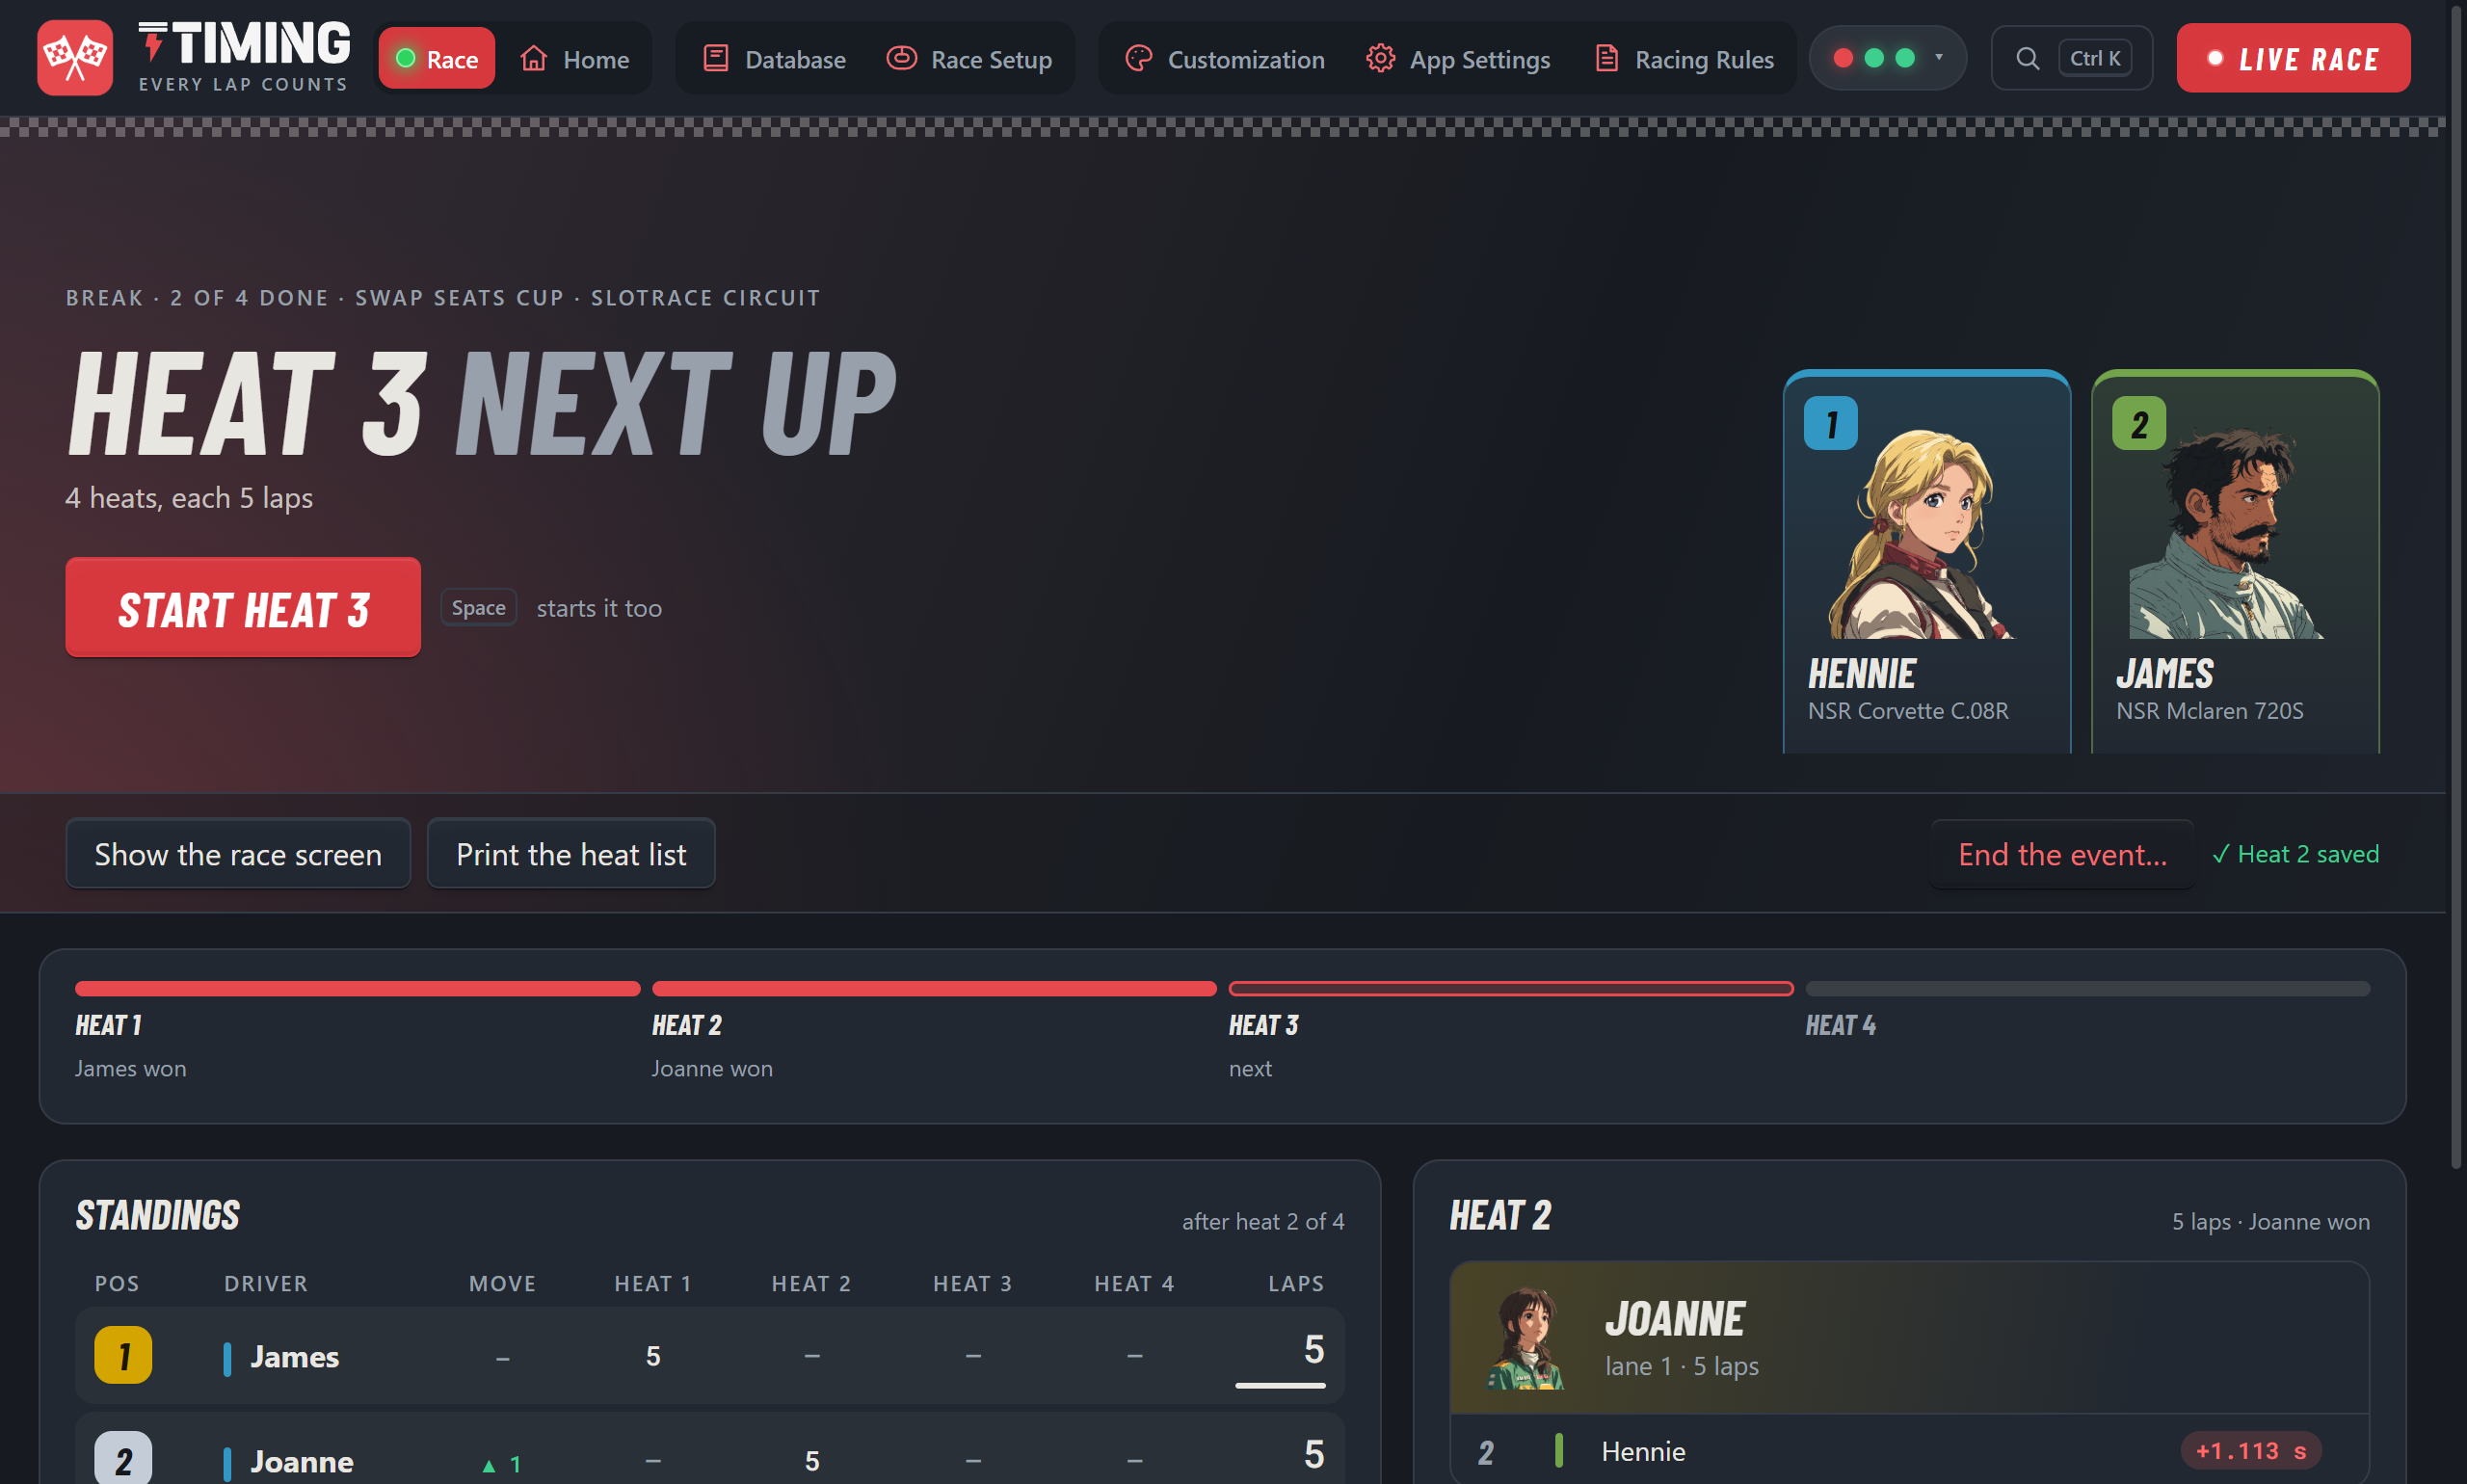 TIMING
EVERY LAP COUNTS
Race
Home
Database
Race Setup
Customization
App Settings
Racing Rules
Ctrl K
LIVE RACE
BREAK · 2 OF 4 DONE · SWAP SEATS CUP · SLOTRACE CIRCUIT
HEAT 3 NEXT UP
4 heats, each 5 laps
START HEAT 3
Space starts it too
1
HENNIE
NSR Corvette C.08R
2
JAMES
NSR Mclaren 720S
Show the race screen
Print the heat list
End the event...
✓ Heat 2 saved
HEAT 1
James won
HEAT 2
Joanne won
HEAT 3
next
HEAT 4
STANDINGS
after heat 2 of 4
POS DRIVER MOVE HEAT 1 HEAT 2 HEAT 3 HEAT 4 LAPS
1 James – 5 – – – 5
2 Joanne ▲ 1 – 5 – – 5
HEAT 2
5 laps · Joanne won
JOANNE
lane 1 · 5 laps
2 Hennie +1.113 s